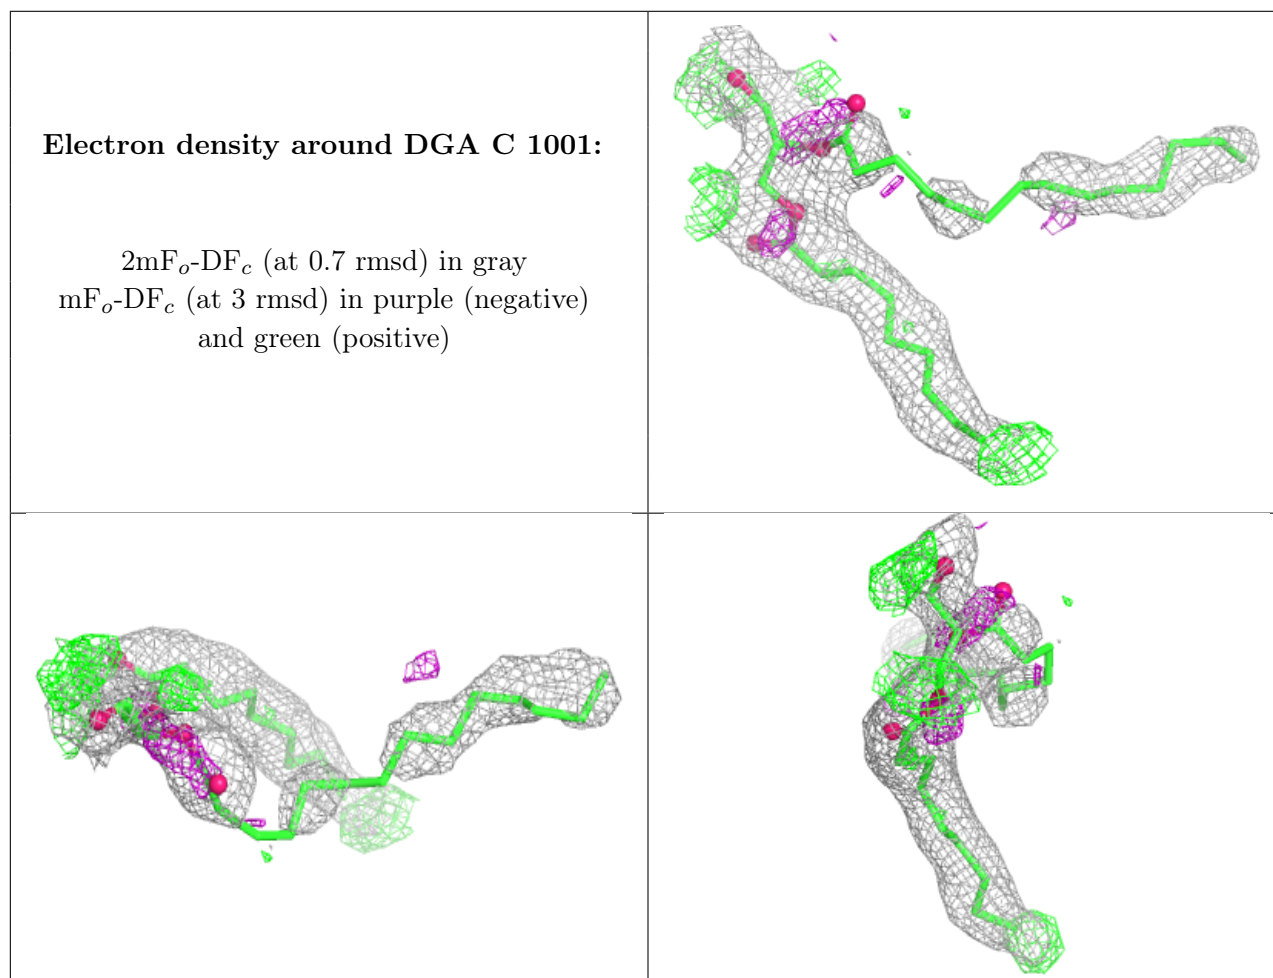 Electron density around DGA C 1001:
2mFo-DFc (at 0.7 rmsd) in gray
mFo-DFc (at 3 rmsd) in purple (negative)
and green (positive)